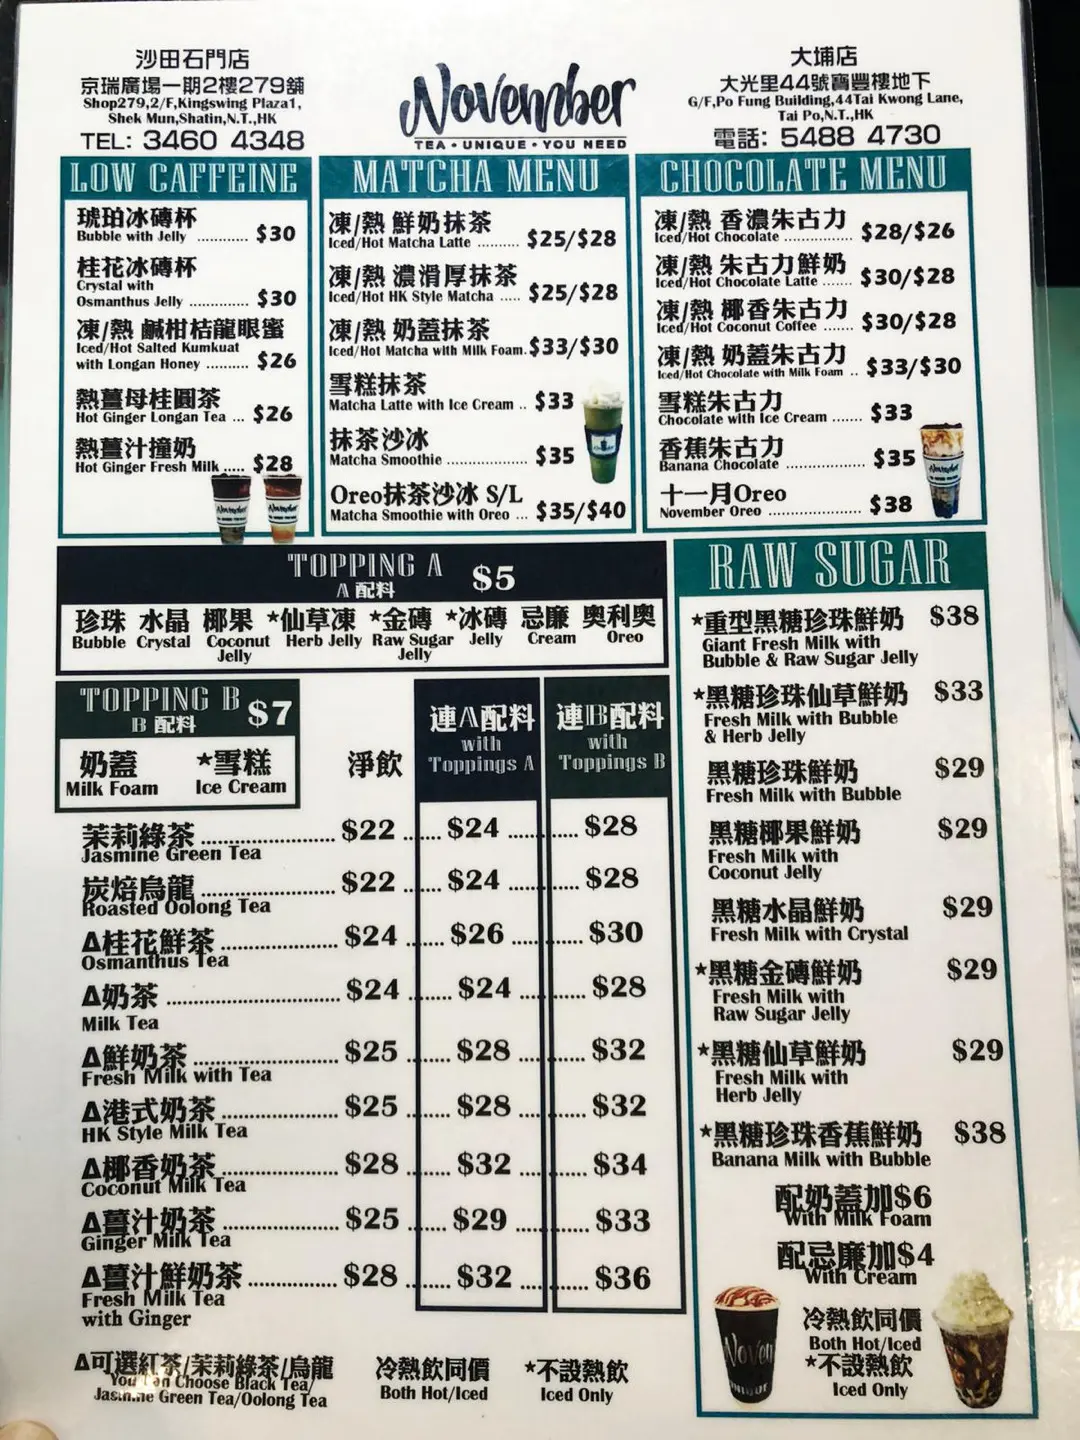 沙田石門店
京瑞廣場一期2樓279舖
Shop279,2/F,Kingswing Plaza1,
Shek Mun,Shatin,N.T.,HK
TEL: 3460 4348
November
TEA • UNIQUE • YOU NEED
大埔店
大光里44號寶豐樓地下
G/F,Po Fung Building,44Tai Kwong Lane,
Tai Po,N.T.,HK
電話: 5488 4730
LOW CAFFEINE
琥珀冰磚杯
Bubble with Jelly ........... $30
桂花冰磚杯
Crystal with
Osmanthus Jelly ............. $30
凍/熱 鹹柑桔龍眼蜜
Iced/Hot Salted Kumkuat
with Longan Honey .......... $26
熱薑母桂圓茶
Hot Ginger Longan Tea ... $26
熱薑汁撞奶
Hot Ginger Fresh Milk ..... $28
MATCHA MENU
凍/熱 鮮奶抹茶
Iced/Hot Matcha Latte ......... $25/$28
凍/熱 濃滑厚抹茶
Iced/Hot HK Style Matcha ..... $25/$28
凍/熱 奶蓋抹茶
Iced/Hot Matcha with Milk Foam. $33/$30
雪糕抹茶
Matcha Latte with Ice Cream .. $33
抹茶沙冰
Matcha Smoothie .................. $35
Oreo抹茶沙冰 S/L
Matcha Smoothie with Oreo ... $35/$40
CHOCOLATE MENU
凍/熱 香濃朱古力
Iced/Hot Chocolate ............... $28/$26
凍/熱 朱古力鮮奶
Iced/Hot Chocolate Latte ...... $30/$28
凍/熱 椰香朱古力
Iced/Hot Coconut Coffee ....... $30/$28
凍/熱 奶蓋朱古力
Iced/Hot Chocolate with Milk Foam .. $33/$30
雪糕朱古力
Chocolate with Ice Cream ....... $33
香蕉朱古力
Banana Chocolate .................. $35
十一月Oreo
November Oreo ..................... $38
TOPPING A
A 配料 $5
珍珠 水晶 椰果 *仙草凍 *金磚 *冰磚 忌廉 奧利奧
Bubble Crystal Coconut Herb Jelly Raw Sugar Jelly Cream Oreo
Jelly Jelly
TOPPING B
B 配料 $7
奶蓋 *雪糕
Milk Foam Ice Cream
淨飲
連A配料
with
Toppings A
連B配料
with
Toppings B
茉莉綠茶 ........ $22 ...... $24 ...... $28
Jasmine Green Tea
炭焙烏龍 ........ $22 ...... $24 ...... $28
Roasted Oolong Tea
Δ桂花鮮茶 ........ $24 ...... $26 ...... $30
Osmanthus Tea
Δ奶茶 ........ $24 ...... $24 ...... $28
Milk Tea
Δ鮮奶茶 ........ $25 ...... $28 ...... $32
Fresh Milk with Tea
Δ港式奶茶 ........ $25 ...... $28 ...... $32
HK Style Milk Tea
Δ椰香奶茶 ........ $28 ...... $32 ...... $34
Coconut Milk Tea
Δ薑汁奶茶 ........ $25 ...... $29 ...... $33
Ginger Milk Tea
Δ薑汁鮮奶茶 ........ $28 ...... $32 ...... $36
Fresh Milk Tea
with Ginger
Δ可選紅茶/茉莉綠茶/烏龍
You Can Choose Black Tea/
Jasmine Green Tea/Oolong Tea
冷熱飲同價
Both Hot/Iced
*不設熱飲
Iced Only
RAW SUGAR
*重型黑糖珍珠鮮奶 $38
Giant Fresh Milk with
Bubble & Raw Sugar Jelly
*黑糖珍珠仙草鮮奶 $33
Fresh Milk with Bubble
& Herb Jelly
黑糖珍珠鮮奶 $29
Fresh Milk with Bubble
黑糖椰果鮮奶 $29
Fresh Milk with
Coconut Jelly
黑糖水晶鮮奶 $29
Fresh Milk with Crystal
*黑糖金磚鮮奶 $29
Fresh Milk with
Raw Sugar Jelly
*黑糖仙草鮮奶 $29
Fresh Milk with
Herb Jelly
*黑糖珍珠香蕉鮮奶 $38
Banana Milk with Bubble
配奶蓋加$6
With Milk Foam
配忌廉加$4
With Cream
冷熱飲同價
Both Hot/Iced
*不設熱飲
Iced Only